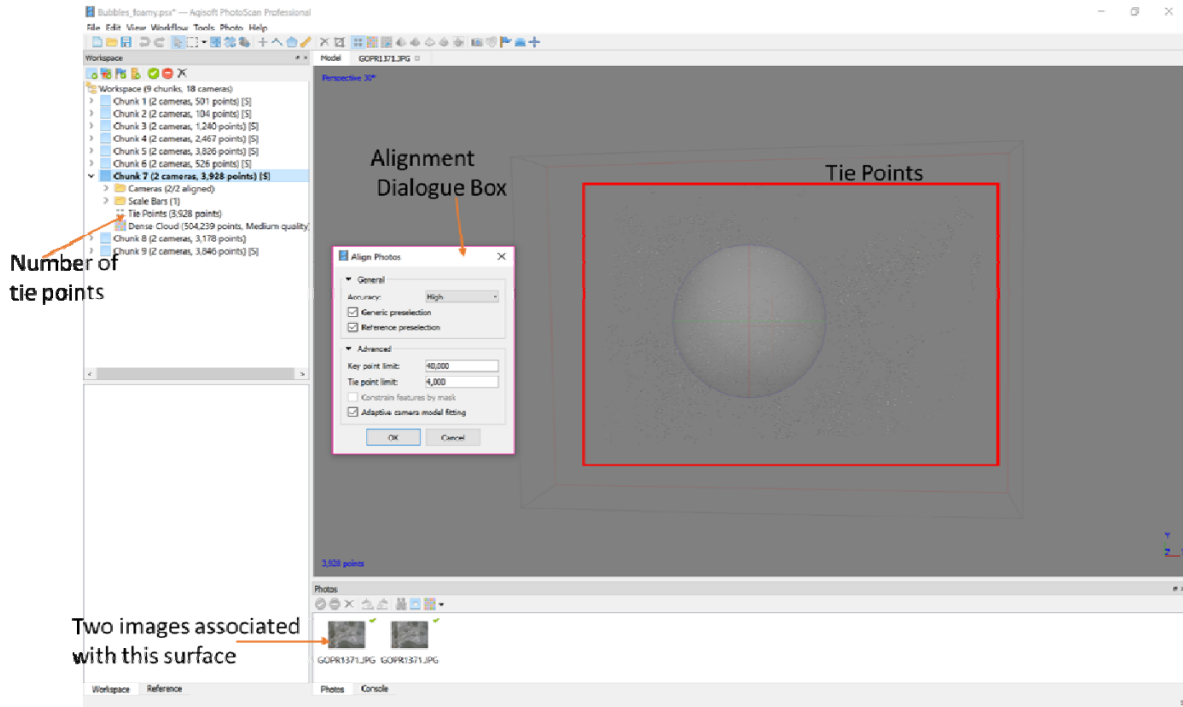 Bubbles_foamy.psx* — Agisoft PhotoScan Professional
File Edit View Workflow Tools Photo Help
Workspace
Model GOPR1371.JPG
Perspective 30°
Workspace (9 chunks, 18 cameras)
Chunk 1 (2 cameras, 501 points) [S]
Chunk 2 (2 cameras, 104 points) [S]
Chunk 3 (2 cameras, 1,240 points) [S]
Chunk 4 (2 cameras, 2,467 points) [S]
Chunk 5 (2 cameras, 3,826 points) [S]
Chunk 6 (2 cameras, 526 points) [S]
Chunk 7 (2 cameras, 3,928 points) [S]
Cameras (2/2 aligned)
Scale Bars (1)
Tie Points (3,928 points)
Dense Cloud (504,239 points, Medium quality)
Chunk 8 (2 cameras, 3,178 points)
Chunk 9 (2 cameras, 3,846 points) [S]
Number of
tie points
Alignment
Dialogue Box
Tie Points
Align Photos
General
Accuracy: High
Generic preselection
Reference preselection
Advanced
Key point limit: 40,000
Tie point limit: 4,000
Constrain features by mask
Adaptive camera model fitting
OK Cancel
Y
Z
3,928 points
Photos
Two images associated
with this surface
GOPR1371.JPG GOPR1371.JPG
Workspace Reference
Photos Console